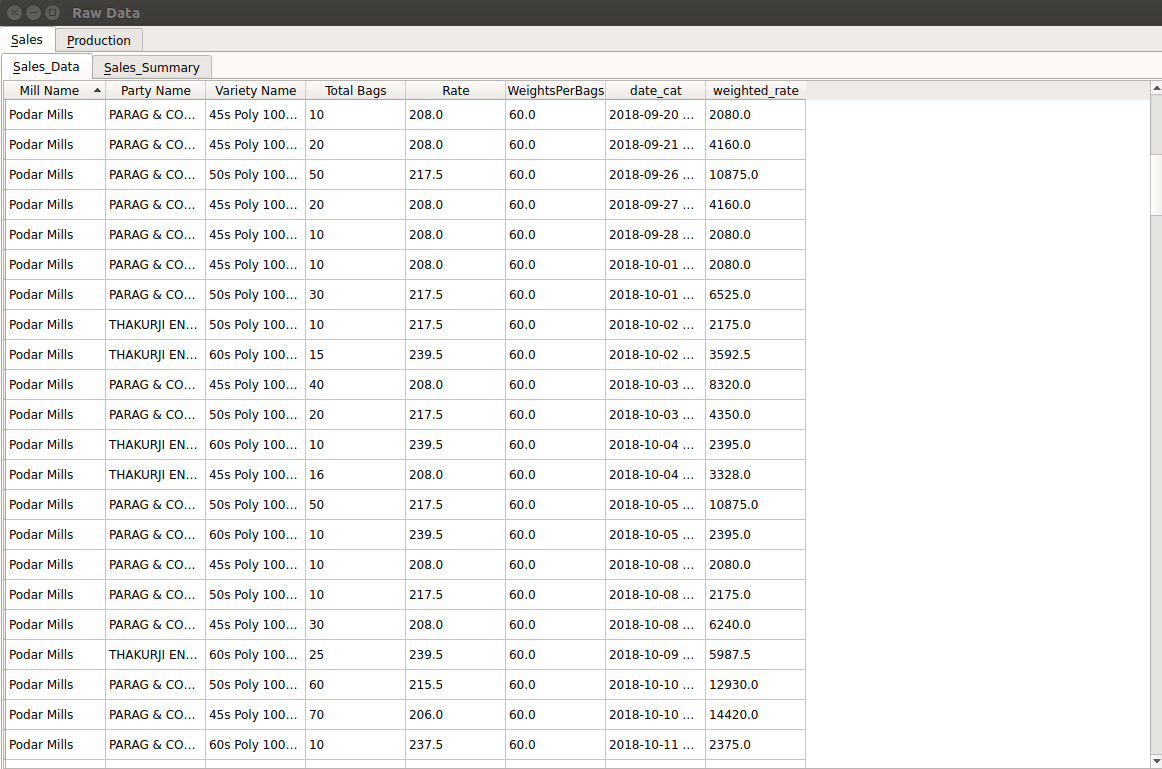 Raw Data
Sales Production
Sales_Data Sales_Summary
Mill Name Party Name Variety Name Total Bags Rate WeightsPerBags date_cat weighted_rate
Podar Mills PARAG & CO... 45s Poly 100... 10 208.0 60.0 2018-09-20 ... 2080.0
Podar Mills PARAG & CO... 45s Poly 100... 20 208.0 60.0 2018-09-21 ... 4160.0
Podar Mills PARAG & CO... 50s Poly 100... 50 217.5 60.0 2018-09-26 ... 10875.0
Podar Mills PARAG & CO... 45s Poly 100... 20 208.0 60.0 2018-09-27 ... 4160.0
Podar Mills PARAG & CO... 45s Poly 100... 10 208.0 60.0 2018-09-28 ... 2080.0
Podar Mills PARAG & CO... 45s Poly 100... 10 208.0 60.0 2018-10-01 ... 2080.0
Podar Mills PARAG & CO... 50s Poly 100... 30 217.5 60.0 2018-10-01 ... 6525.0
Podar Mills THAKURJI EN... 50s Poly 100... 10 217.5 60.0 2018-10-02 ... 2175.0
Podar Mills THAKURJI EN... 60s Poly 100... 15 239.5 60.0 2018-10-02 ... 3592.5
Podar Mills PARAG & CO... 45s Poly 100... 40 208.0 60.0 2018-10-03 ... 8320.0
Podar Mills PARAG & CO... 50s Poly 100... 20 217.5 60.0 2018-10-03 ... 4350.0
Podar Mills THAKURJI EN... 60s Poly 100... 10 239.5 60.0 2018-10-04 ... 2395.0
Podar Mills THAKURJI EN... 45s Poly 100... 16 208.0 60.0 2018-10-04 ... 3328.0
Podar Mills PARAG & CO... 50s Poly 100... 50 217.5 60.0 2018-10-05 ... 10875.0
Podar Mills PARAG & CO... 60s Poly 100... 10 239.5 60.0 2018-10-05 ... 2395.0
Podar Mills PARAG & CO... 45s Poly 100... 10 208.0 60.0 2018-10-08 ... 2080.0
Podar Mills PARAG & CO... 50s Poly 100... 10 217.5 60.0 2018-10-08 ... 2175.0
Podar Mills PARAG & CO... 45s Poly 100... 30 208.0 60.0 2018-10-08 ... 6240.0
Podar Mills THAKURJI EN... 60s Poly 100... 25 239.5 60.0 2018-10-09 ... 5987.5
Podar Mills PARAG & CO... 50s Poly 100... 60 215.5 60.0 2018-10-10 ... 12930.0
Podar Mills PARAG & CO... 45s Poly 100... 70 206.0 60.0 2018-10-10 ... 14420.0
Podar Mills PARAG & CO... 60s Poly 100... 10 237.5 60.0 2018-10-11 ... 2375.0